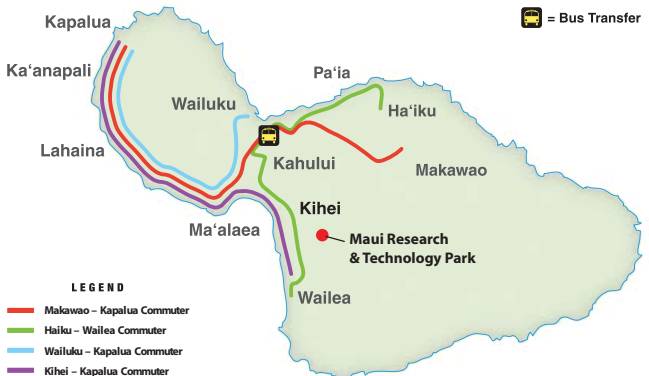 Kapalua
= Bus Transfer
Ka‘anapali
Pa‘ia
Wailuku
Ha‘iku
Lahaina
Kahului
Makawao
Kihei
Ma‘alaea
Maui Research
& Technology Park
Wailea
LEGEND
Makawao – Kapalua Commuter
Haiku – Wailea Commuter
Wailuku – Kapalua Commuter
Kihei – Kapalua Commuter